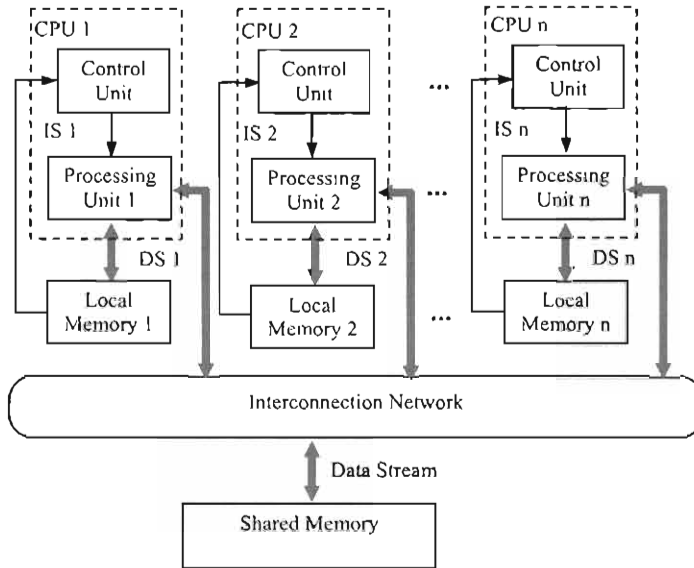 CPU 1
Control
Unit
IS 1
Processing
Unit 1
DS 1
Local
Memory 1
CPU 2
Control
Unit
IS 2
Processing
Unit 2
DS 2
Local
Memory 2
...
...
...
CPU n
Control
Unit
IS n
Processing
Unit n
DS n
Local
Memory n
Interconnection Network
Data Stream
Shared Memory